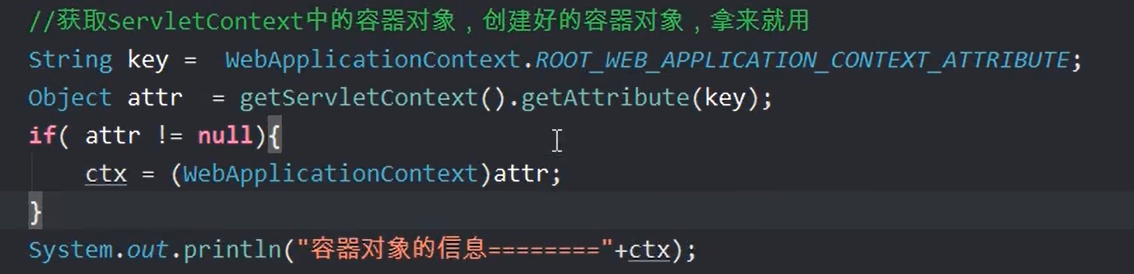 //获取ServletContext中的容器对象，创建好的容器对象，拿来就用
String key =  WebApplicationContext.ROOT_WEB_APPLICATION_CONTEXT_ATTRIBUTE;
Object attr  = getServletContext().getAttribute(key);
if( attr != null){
    ctx = (WebApplicationContext)attr;
}
System.out.println("容器对象的信息========"+ctx);